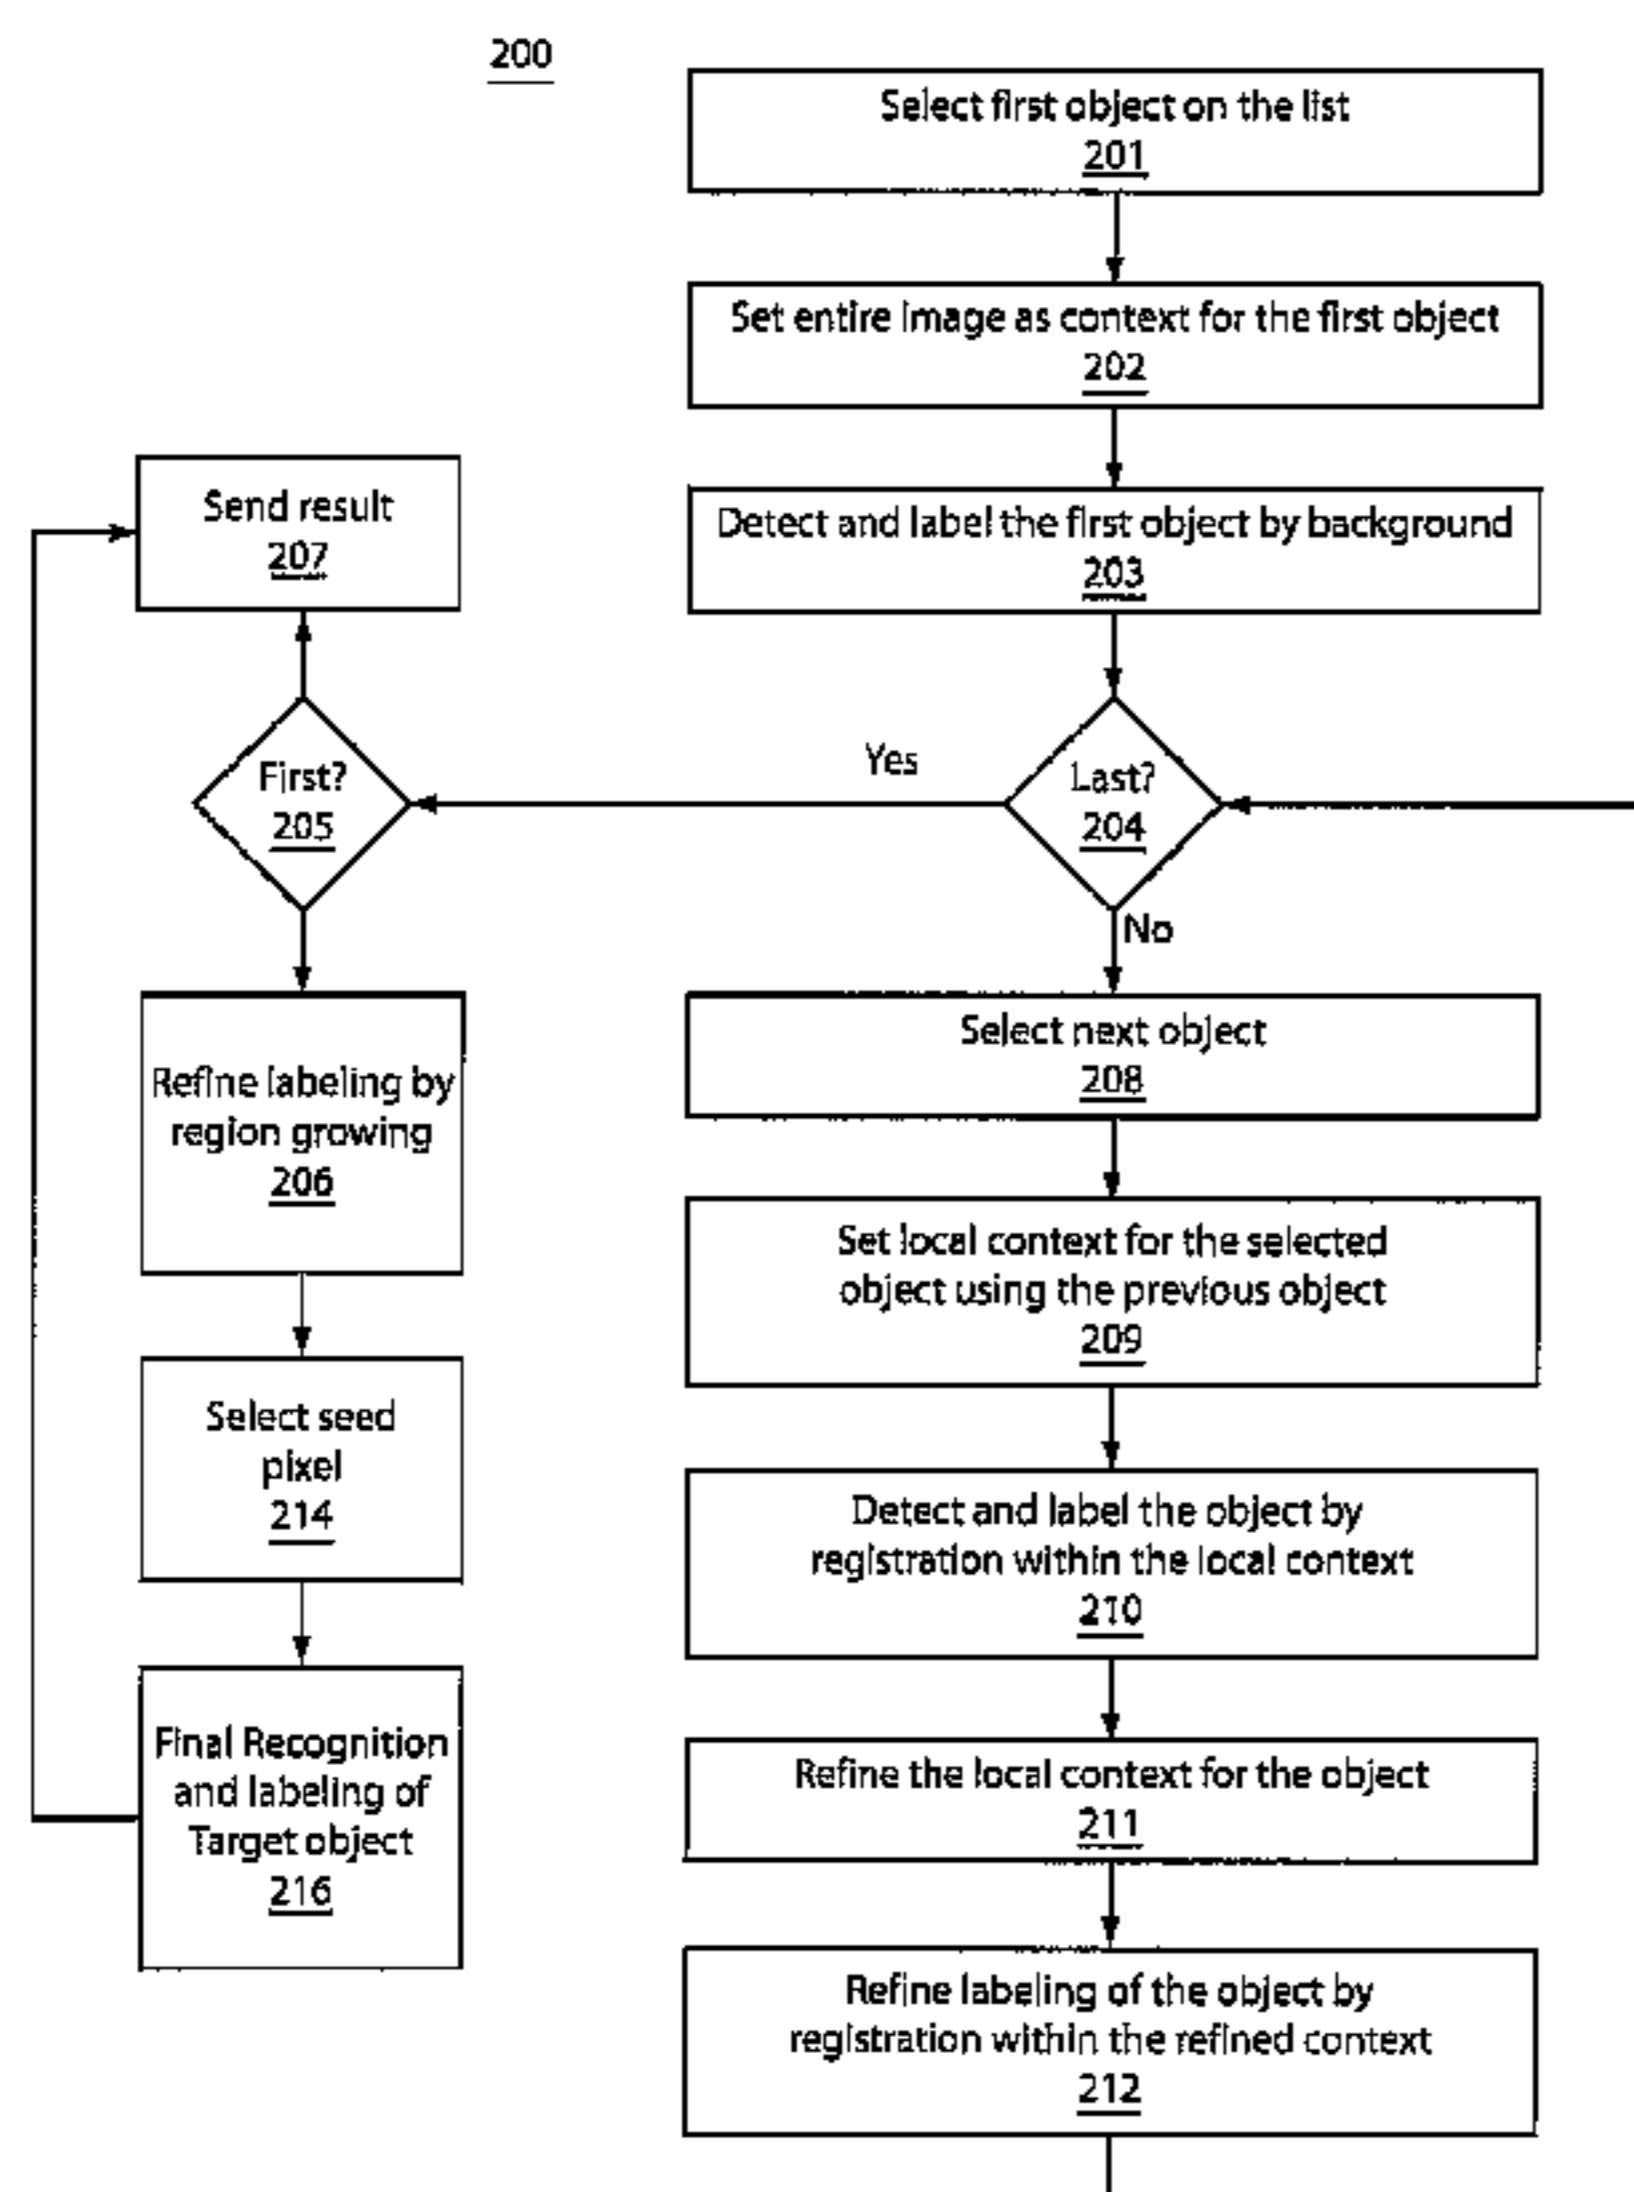 200
Select first object on the list
201
Set entire image as context for the first object
202
Detect and label the first object by background
203
Last?
204
Yes
No
First?
205
Send result
207
Refine labeling by
region growing
206
Select seed
pixel
214
Final Recognition
and labeling of
Target object
216
Select next object
208
Set local context for the selected
object using the previous object
209
Detect and label the object by
registration within the local context
210
Refine the local context for the object
211
Refine labeling of the object by
registration within the refined context
212